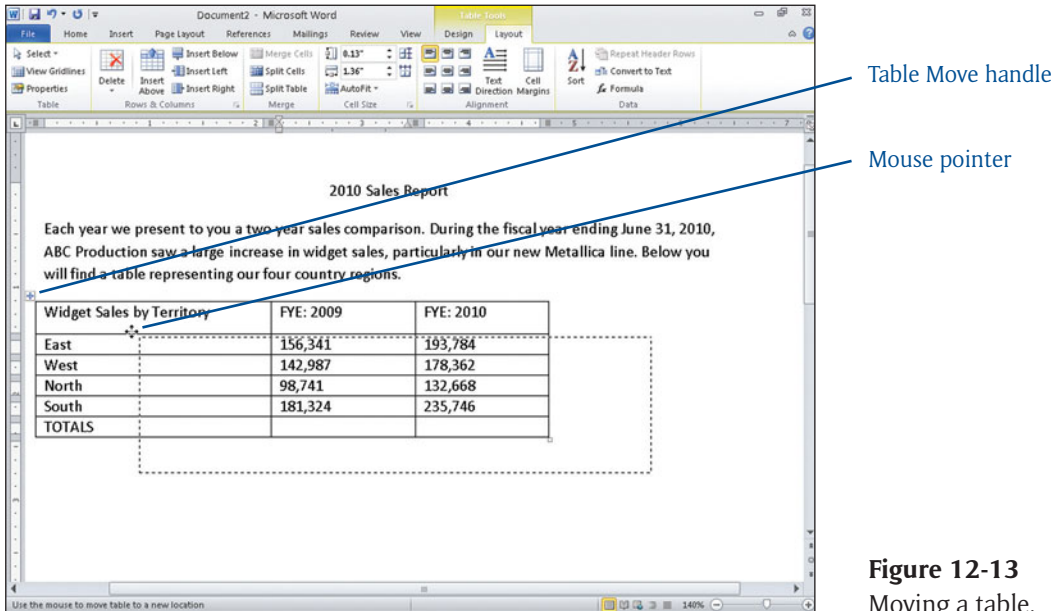 Document2 - Microsoft Word
Table Tools
File Home Insert Page Layout References Mailings Review View Design Layout
Select
View Gridlines
Properties
Table
Delete
Insert Above
Insert Below
Insert Left
Insert Right
Rows & Columns
Merge Cells
Split Cells
Split Table
Merge
0.13"
1.36"
AutoFit
Cell Size
Text Direction
Cell Margins
Alignment
Sort
Repeat Header Rows
Convert to Text
Formula
Data
Table Move handle
Mouse pointer
1 2 3 4 5 6 7
2010 Sales Report
Each year we present to you a two year sales comparison. During the fiscal year ending June 31, 2010,
ABC Production saw a large increase in widget sales, particularly in our new Metallica line. Below you
will find a table representing our four country regions.
Widget Sales by Territory FYE: 2009 FYE: 2010
East 156,341 193,784
West 142,987 178,362
North 98,741 132,668
South 181,324 235,746
TOTALS
Use the mouse to move table to a new location
140%
Figure 12-13
Moving a table.